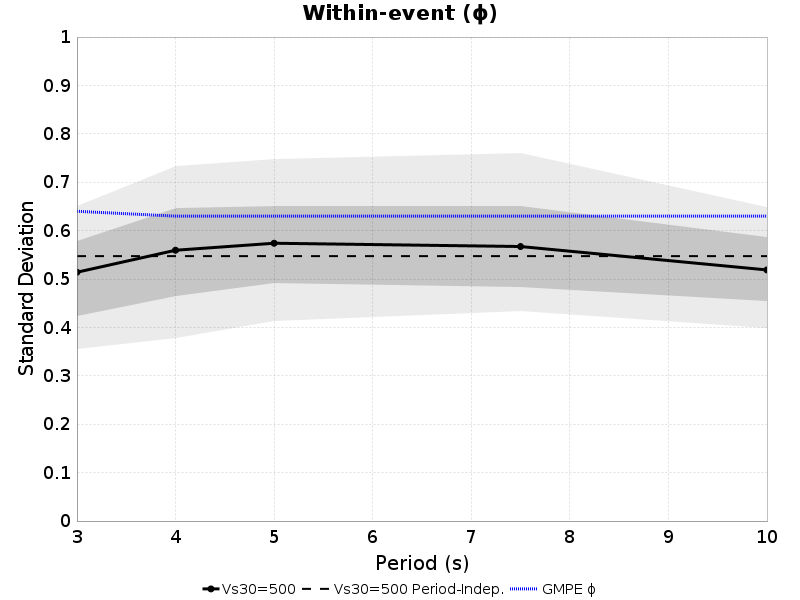 Within-event (ϕ)
1
0.9
0.8
0.7
0.6
0.5
0.4
0.3
0.2
0.1
0
Standard Deviation
3 4 5 6 7 8 9 10
Period (s)
Vs30=500 Vs30=500 Period-Indep. GMPE ϕ